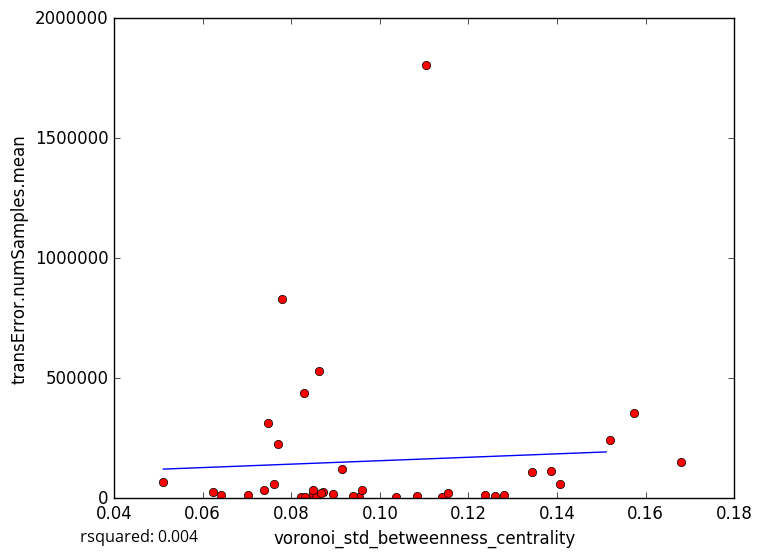 2000000
1500000
1000000
500000
0
transError.numSamples.mean
0.04 0.06 0.08 0.10 0.12 0.14 0.16 0.18
rsquared: 0.004
voronoi_std_betweenness_centrality